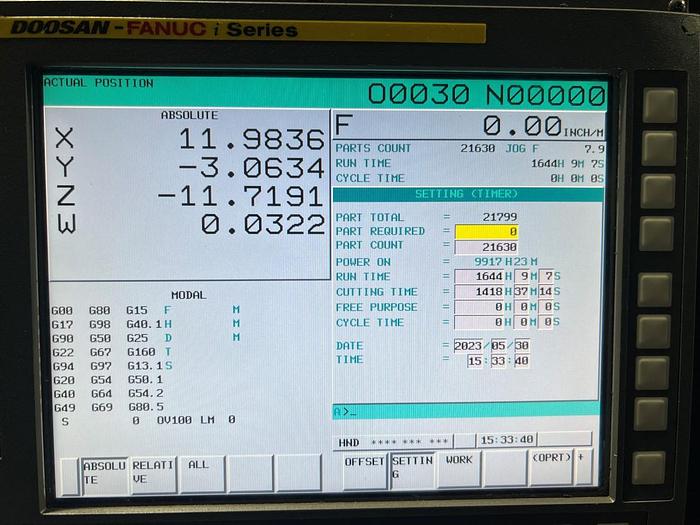 DOOSAN-FANUC i Series
ACTUAL POSITION
O0030 N00000
ABSOLUTE
X 11.9836
Y -3.0634
Z -11.7191
W 0.0322
F 0.00 INCH/M
PARTS COUNT 21630 JOG F 7.9
RUN TIME 1644H 9M 7S
CYCLE TIME 0H 0M 0S
SETTING (TIMER)
PART TOTAL = 21799
PART REQUIRED = 0
PART COUNT = 21630
POWER ON = 9917 H 23 M
RUN TIME = 1644 H 9 M 7 S
CUTTING TIME = 1418 H 37 M 14 S
FREE PURPOSE = 0 H 0 M 0 S
CYCLE TIME = 0 H 0 M 0 S
DATE = 2023/05/30
TIME = 15:33:40
MODAL
G00 G80 G15 F M
G17 G98 G40.1 H M
G90 G50 G25 D M
G22 G67 G160 T
G94 G97 G13.1 S
G20 G54 G50.1
G40 G64 G54.2
G49 G69 G80.5
S 0 OV100 LM 0
A>_
HND **** *** *** 15:33:40
ABSOLUTE RELATIVE ALL
OFFSET SETTING WORK (OPRT) +